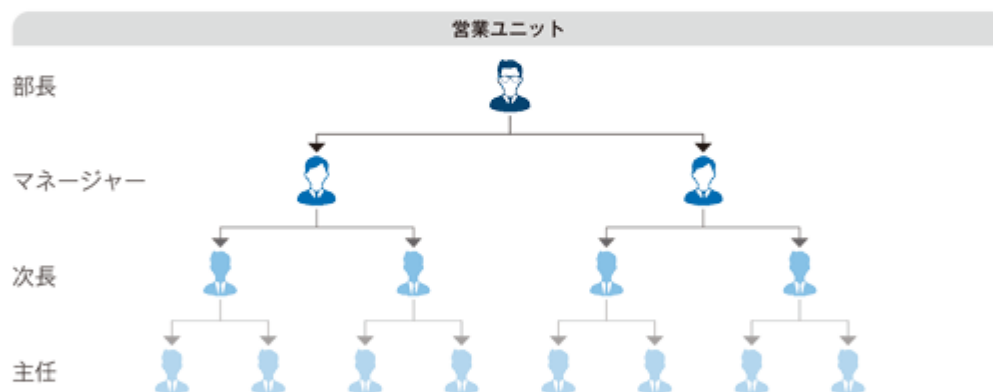 営業ユニット
部長
マネージャー
次長
主任